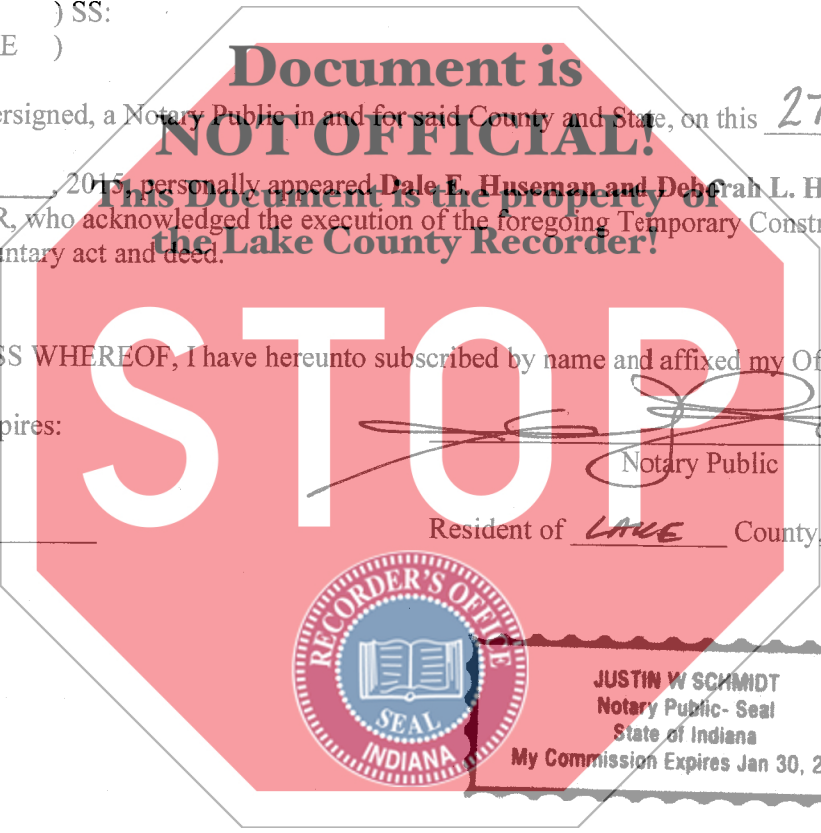 ) SS:
E )
Document is
ersigned, a Notary Public in and for said County and State, on this 27
NOT OFFICIAL!
, 2015, personally appeared Dale E. Huseman and Deborah L. H
This Document is the property of
R, who acknowledged the execution of the foregoing Temporary Constr
the Lake County Recorder!
untary act and deed.
STOP
SS WHEREOF, I have hereunto subscribed by name and affixed my Of
pires:
Notary Public
Resident of LAKE County,
RECORDER'S OFFICE
SEAL
INDIANA
JUSTIN W SCHMIDT
Notary Public- Seal
State of Indiana
My Commission Expires Jan 30, 2